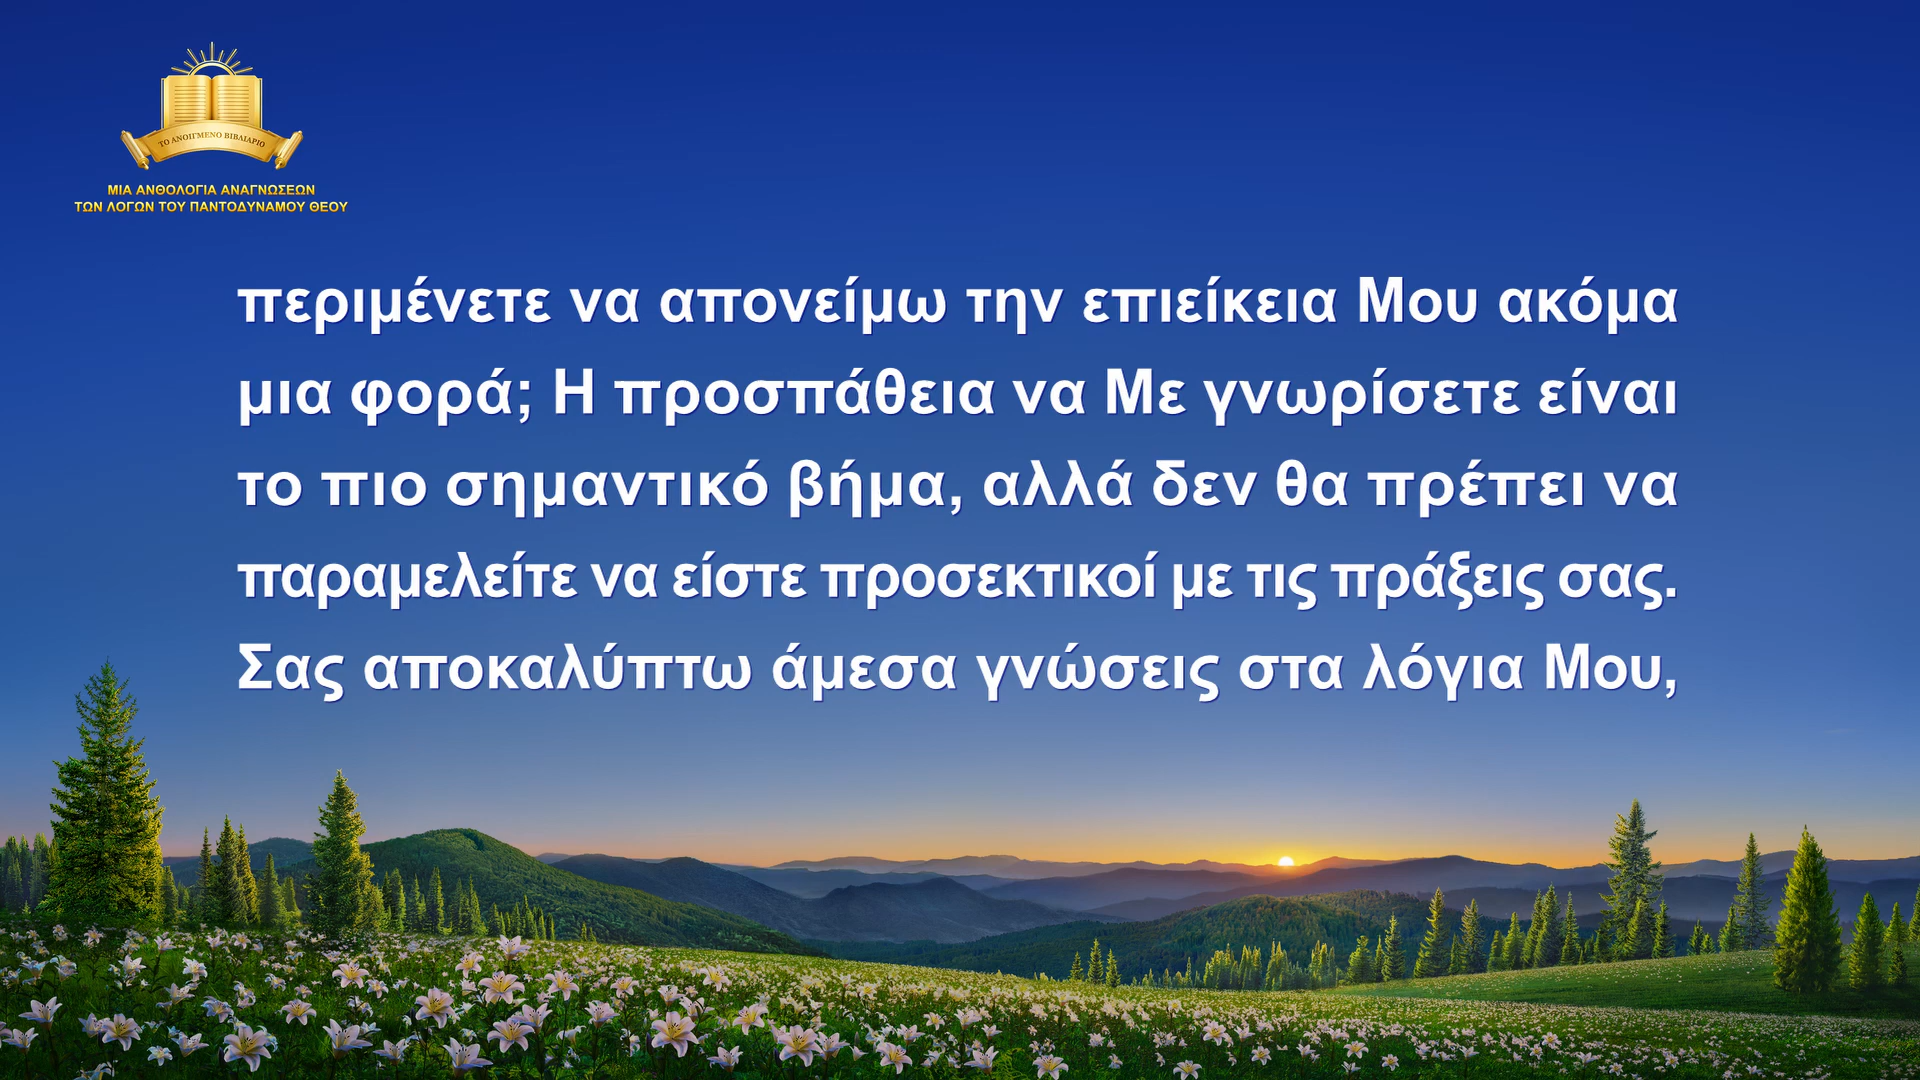 ΤΟ ΑΝΟΙΓΜΕΝΟ ΒΙΒΛΙΑΡΙΟ
ΜΙΑ ΑΝΘΟΛΟΓΙΑ ΑΝΑΓΝΩΣΕΩΝ
ΤΩΝ ΛΟΓΩΝ ΤΟΥ ΠΑΝΤΟΔΥΝΑΜΟΥ ΘΕΟΥ
περιμένετε να απονείμω την επιείκεια Μου ακόμα
μια φορά; Η προσπάθεια να Με γνωρίσετε είναι
το πιο σημαντικό βήμα, αλλά δεν θα πρέπει να
παραμελείτε να είστε προσεκτικοί με τις πράξεις σας.
Σας αποκαλύπτω άμεσα γνώσεις στα λόγια Μου,